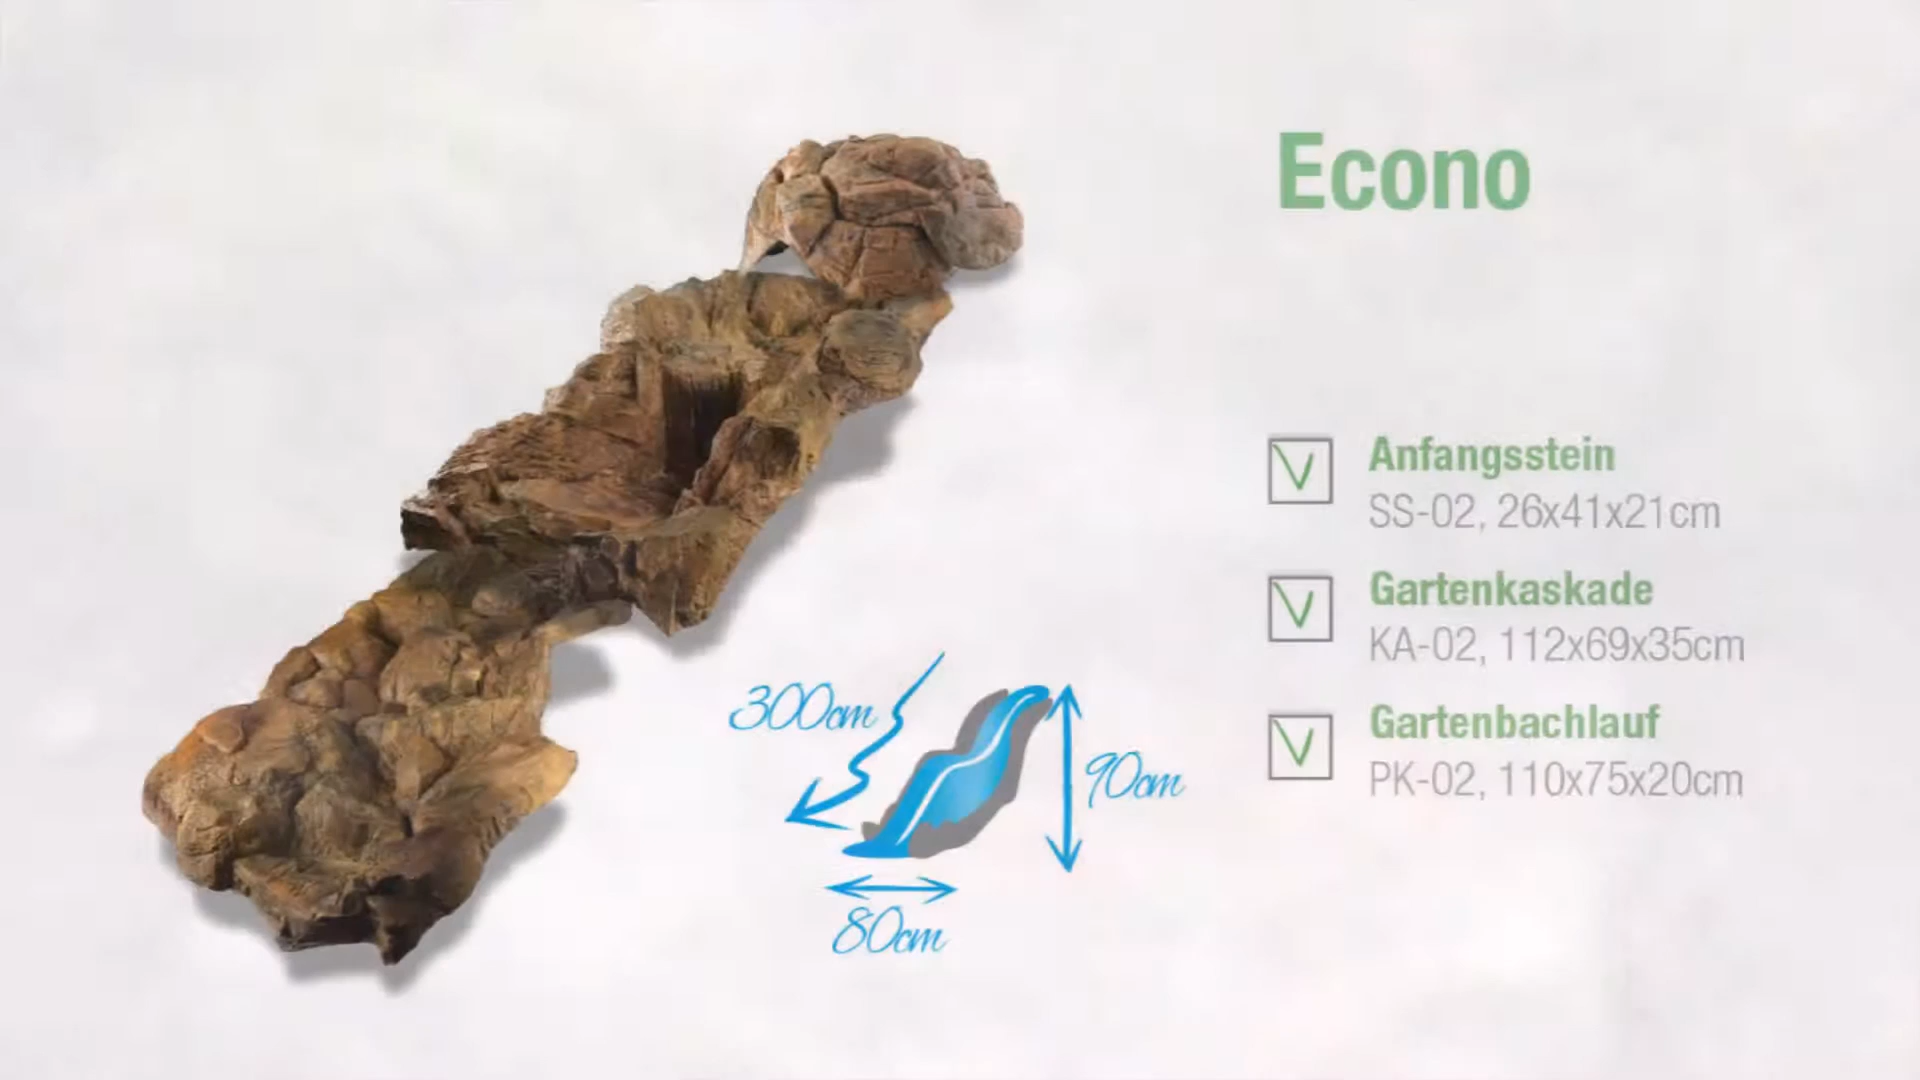 Econo
Anfangsstein
SS-02, 26x41x21cm
Gartenkaskade
KA-02, 112x69x35cm
Gartenbachlauf
PK-02, 110x75x20cm
300cm
90cm
80cm